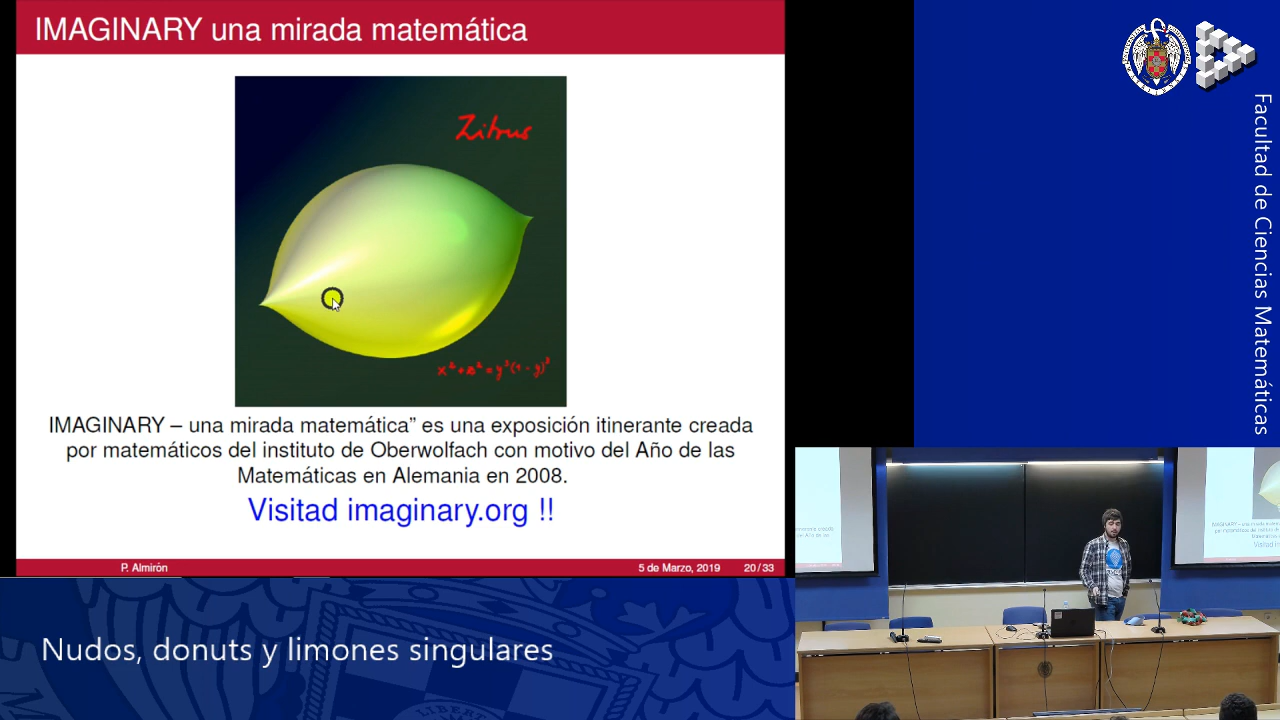 IMAGINARY una mirada matemática
Zitrus
x²+z²=y³(1-y)³
IMAGINARY – una mirada matemática” es una exposición itinerante creada
por matemáticos del instituto de Oberwolfach con motivo del Año de las
Matemáticas en Alemania en 2008.
Visitad imaginary.org !!
P. Almirón
5 de Marzo, 2019
20/33
Nudos, donuts y limones singulares
Facultad de Ciencias Matemáticas
LIBERT